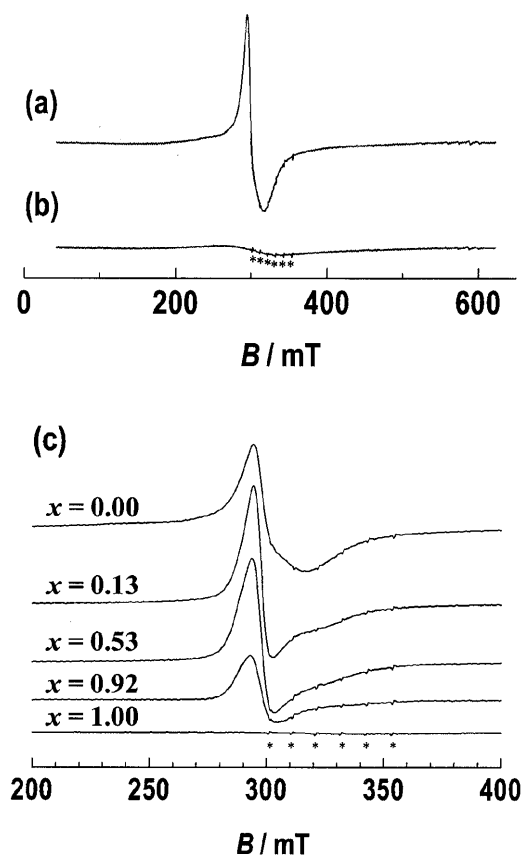 (a)
(b)
* * * * * *
0 200 400 600
B / mT
(c)
x = 0.00
x = 0.13
x = 0.53
x = 0.92
x = 1.00
* * * * * *
200 250 300 350 400
B / mT